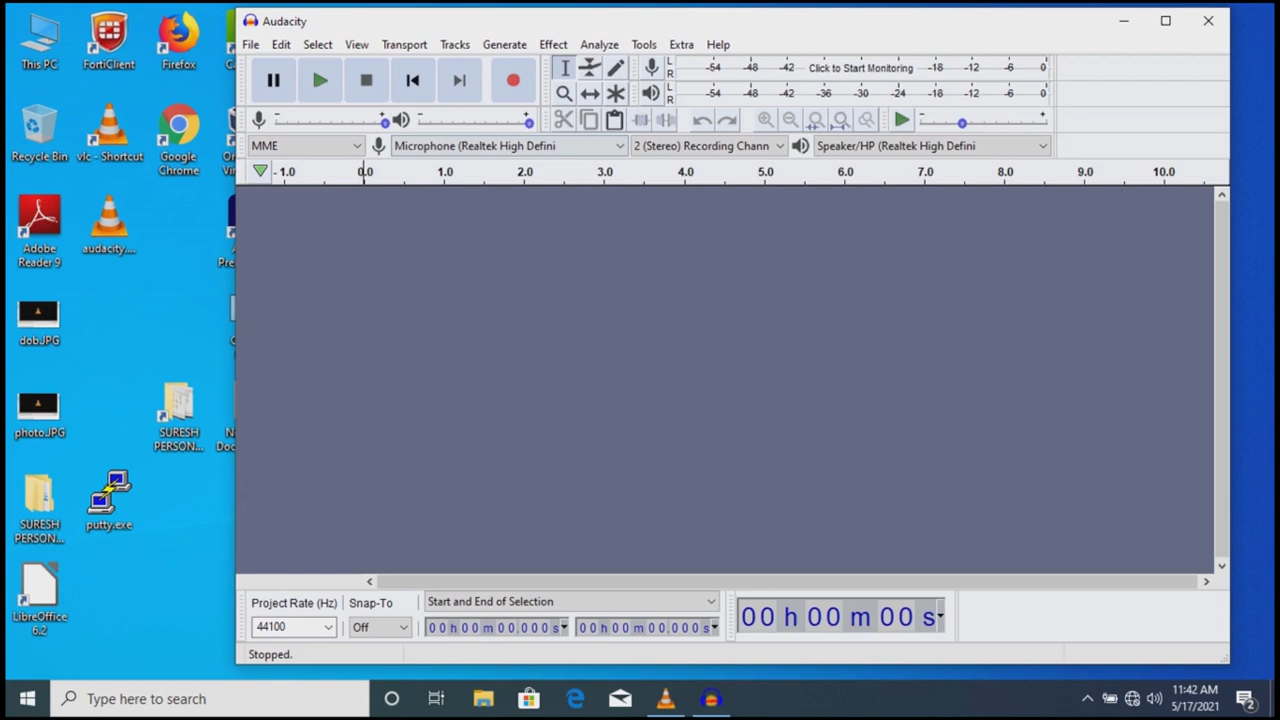 Audacity
File Edit Select View Transport Tracks Generate Effect Analyze Tools Extra Help
L
R
-54 -48 -42 Click to Start Monitoring -18 -12 -6 0
L
R
-54 -48 -42 -36 -30 -24 -18 -12 -6 0
MME
Microphone (Realtek High Defini
2 (Stereo) Recording Chann
Speaker/HP (Realtek High Defini
-1.0 0.0 1.0 2.0 3.0 4.0 5.0 6.0 7.0 8.0 9.0 10.0
Project Rate (Hz)
Snap-To
Start and End of Selection
44100
Off
00 h 00 m 00.000 s
00 h 00 m 00.000 s
00 h 00 m 00 s
Stopped.
This PC
FortiClient
Firefox
Recycle Bin
vlc - Shortcut
Google
Chrome
Adobe
Reader 9
audacity....
dob.JPG
photo.JPG
SURESH
PERSON...
SURESH
PERSON...
putty.exe
LibreOffice
6.2
Type here to search
11:42 AM
5/17/2021
2